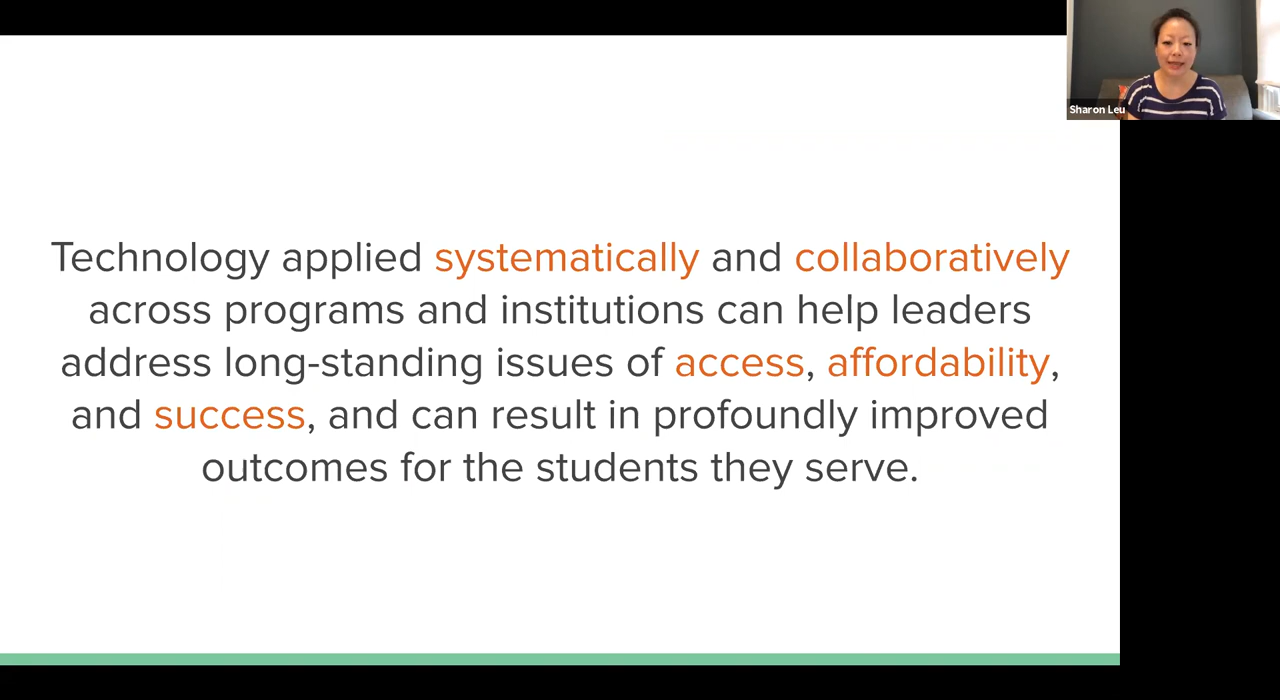 Sharon Leu
Technology applied systematically and collaboratively
across programs and institutions can help leaders
address long-standing issues of access, affordability,
and success, and can result in profoundly improved
outcomes for the students they serve.